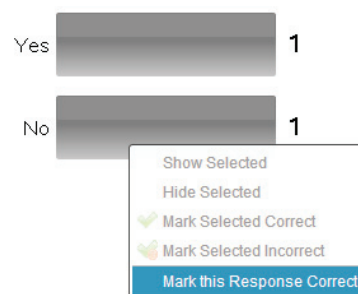 Yes 1
No 1
Show Selected
Hide Selected
Mark Selected Correct
Mark Selected Incorrect
Mark this Response Correct